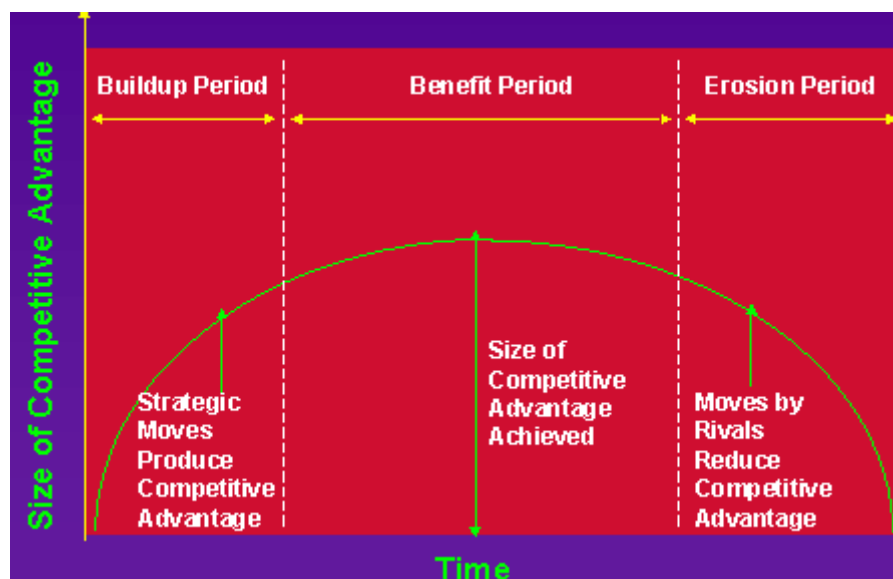 Size of Competitive Advantage
Buildup Period
Benefit Period
Erosion Period
Strategic
Moves
Produce
Competitive
Advantage
Size of
Competitive
Advantage
Achieved
Moves by
Rivals
Reduce
Competitive
Advantage
Time